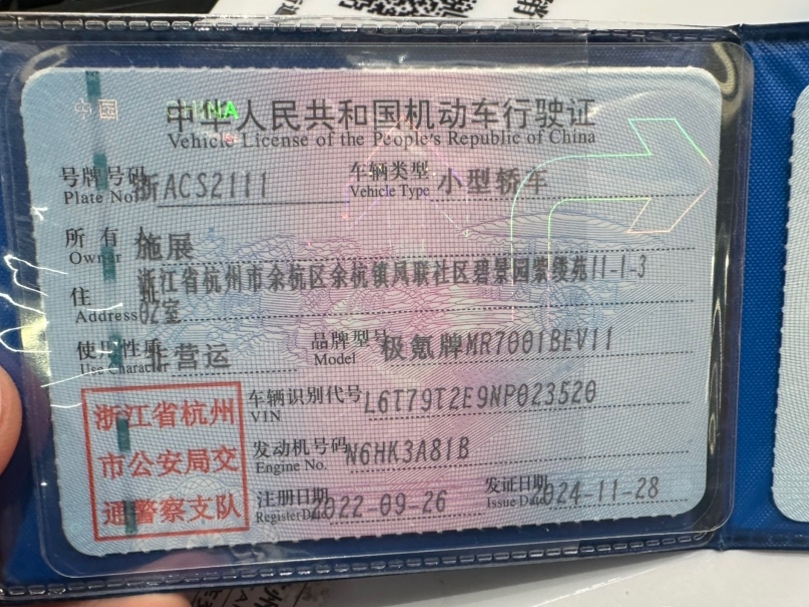 中国 CHINA
中华人民共和国机动车行驶证
Vehicle License of the People's Republic of China
号牌号码 浙ACS2111 车辆类型 小型轿车
Plate No. Vehicle Type
所有人 施展
Owner
浙江省杭州市余杭区余杭镇凤联社区碧景园紫绶苑11-1-3
住址 02室
Address
使用性质 非营运 品牌型号 极氪牌MR7001BEV11
Use Character Model
车辆识别代号 L6T79T2E9NP023520
VIN
发动机号码 N6HK3A81B
Engine No.
注册日期 2022-09-26 发证日期 2024-11-28
Register Date Issue Date
浙江省杭州
市公安局交
通警察支队